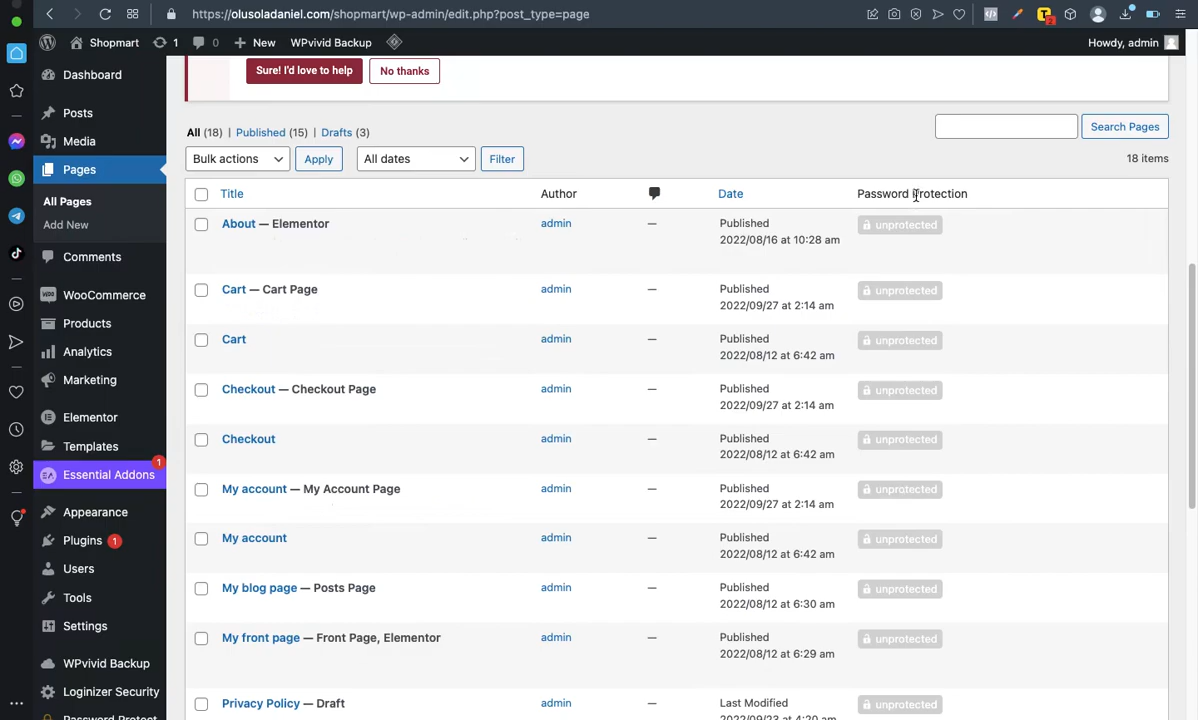 https://olusoladaniel.com/shopmart/wp-admin/edit.php?post_type=page
2
Shopmart 1 0 New WPvivid Backup Howdy, admin
Dashboard
Posts
Media
Pages
All Pages
Add New
Comments
WooCommerce
Products
Analytics
Marketing
Elementor
Templates
Essential Addons 1
Appearance
Plugins 1
Users
Tools
Settings
WPvivid Backup
Loginizer Security
Password Protect
Sure! I'd love to help No thanks
All (18) | Published (15) | Drafts (3)
Search Pages
Bulk actions Apply All dates Filter 18 items
Title Author Date Password Protection
About — Elementor admin — Published unprotected
2022/08/16 at 10:28 am
Cart — Cart Page admin — Published unprotected
2022/09/27 at 2:14 am
Cart admin — Published unprotected
2022/08/12 at 6:42 am
Checkout — Checkout Page admin — Published unprotected
2022/09/27 at 2:14 am
Checkout admin — Published unprotected
2022/08/12 at 6:42 am
My account — My Account Page admin — Published unprotected
2022/09/27 at 2:14 am
My account admin — Published unprotected
2022/08/12 at 6:42 am
My blog page — Posts Page admin — Published unprotected
2022/08/12 at 6:30 am
My front page — Front Page, Elementor admin — Published unprotected
2022/08/12 at 6:29 am
Privacy Policy — Draft admin — Last Modified unprotected
2022/09/23 at 4:20 am